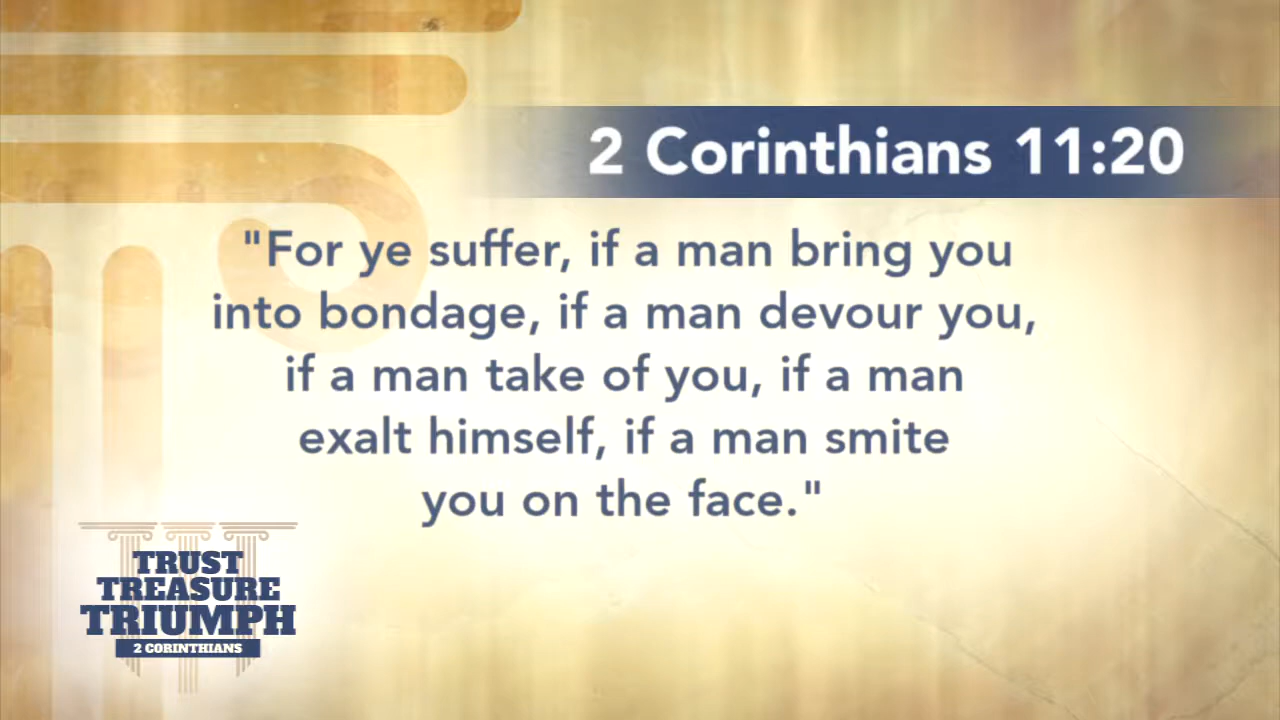 2 Corinthians 11:20
"For ye suffer, if a man bring you
into bondage, if a man devour you,
if a man take of you, if a man
exalt himself, if a man smite
you on the face."
TRUST
TREASURE
TRIUMPH
2 CORINTHIANS